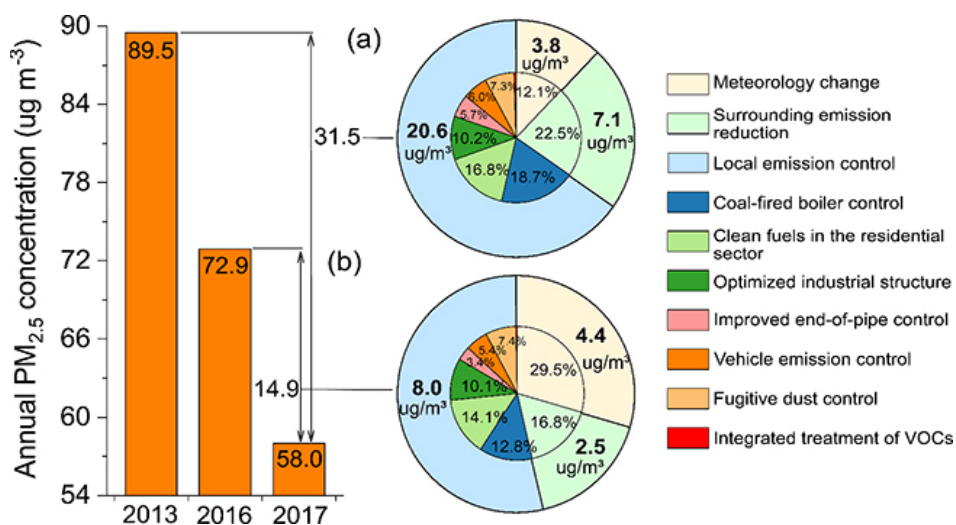 Annual PM2.5 concentration (ug m-3)
90
84
78
72
66
60
54
89.5
72.9
58.0
2013
2016
2017
31.5
14.9
(a)
3.8
ug/m³
7.1
ug/m³
20.6
ug/m³
12.1%
22.5%
18.7%
16.8%
10.2%
5.7%
6.0%
7.3%
(b)
4.4
ug/m³
2.5
ug/m³
8.0
ug/m³
29.5%
16.8%
12.8%
14.1%
10.1%
3.4%
5.4%
7.4%
Meteorology change
Surrounding emission
reduction
Local emission control
Coal-fired boiler control
Clean fuels in the residential
sector
Optimized industrial structure
Improved end-of-pipe control
Vehicle emission control
Fugitive dust control
Integrated treatment of VOCs